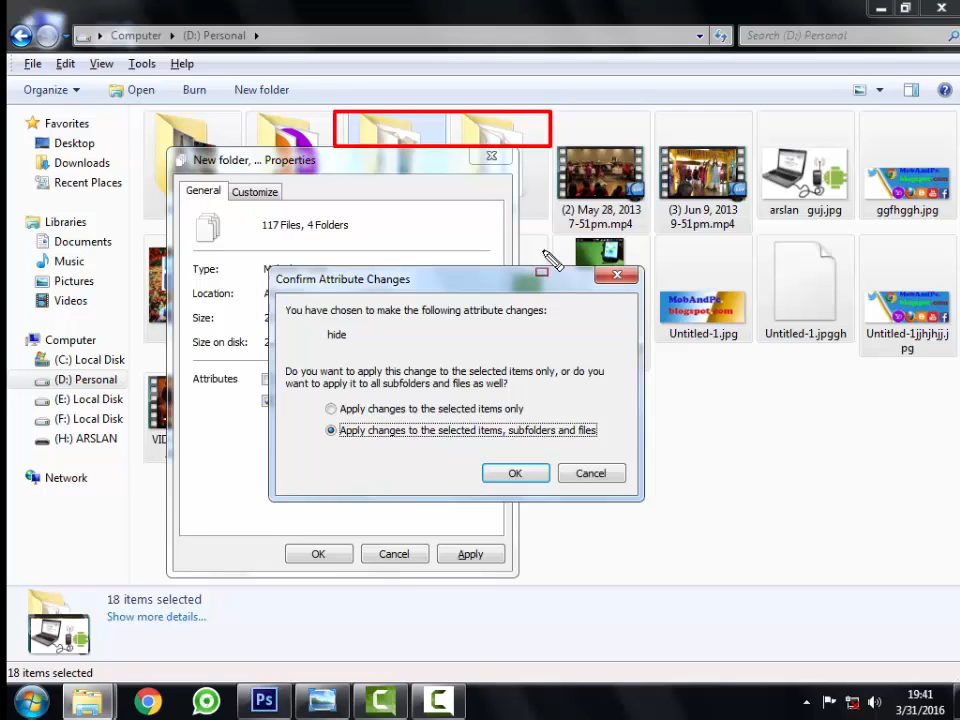 Computer
(D:) Personal
Search (D:) Personal
File Edit View Tools Help
Organize Open Burn New folder
Favorites
Desktop
Downloads
Recent Places
Libraries
Documents
Music
Pictures
Videos
Computer
(C:) Local Disk
(D:) Personal
(E:) Local Disk
(F:) Local Disk
(H:) ARSLAN
Network
(2) May 28, 2013
7-51pm.mp4
(3) Jun 9, 2013
9-51pm.mp4
arslan guj.jpg
ggfhggh.jpg
MobAndPc.
blogspot.com
Untitled-1.jpg
Untitled-1.jpggh
Untitled-1jjhjhjj.j
pg
VID
New folder, ... Properties
General
Customize
117 Files, 4 Folders
Type:
Location:
Size:
Size on disk:
Attributes
OK Cancel Apply
Confirm Attribute Changes
You have chosen to make the following attribute changes:
hide
Do you want to apply this change to the selected items only, or do you
want to apply it to all subfolders and files as well?
Apply changes to the selected items only
Apply changes to the selected items, subfolders and files
OK Cancel
18 items selected
Show more details...
18 items selected
Ps
19:41
3/31/2016